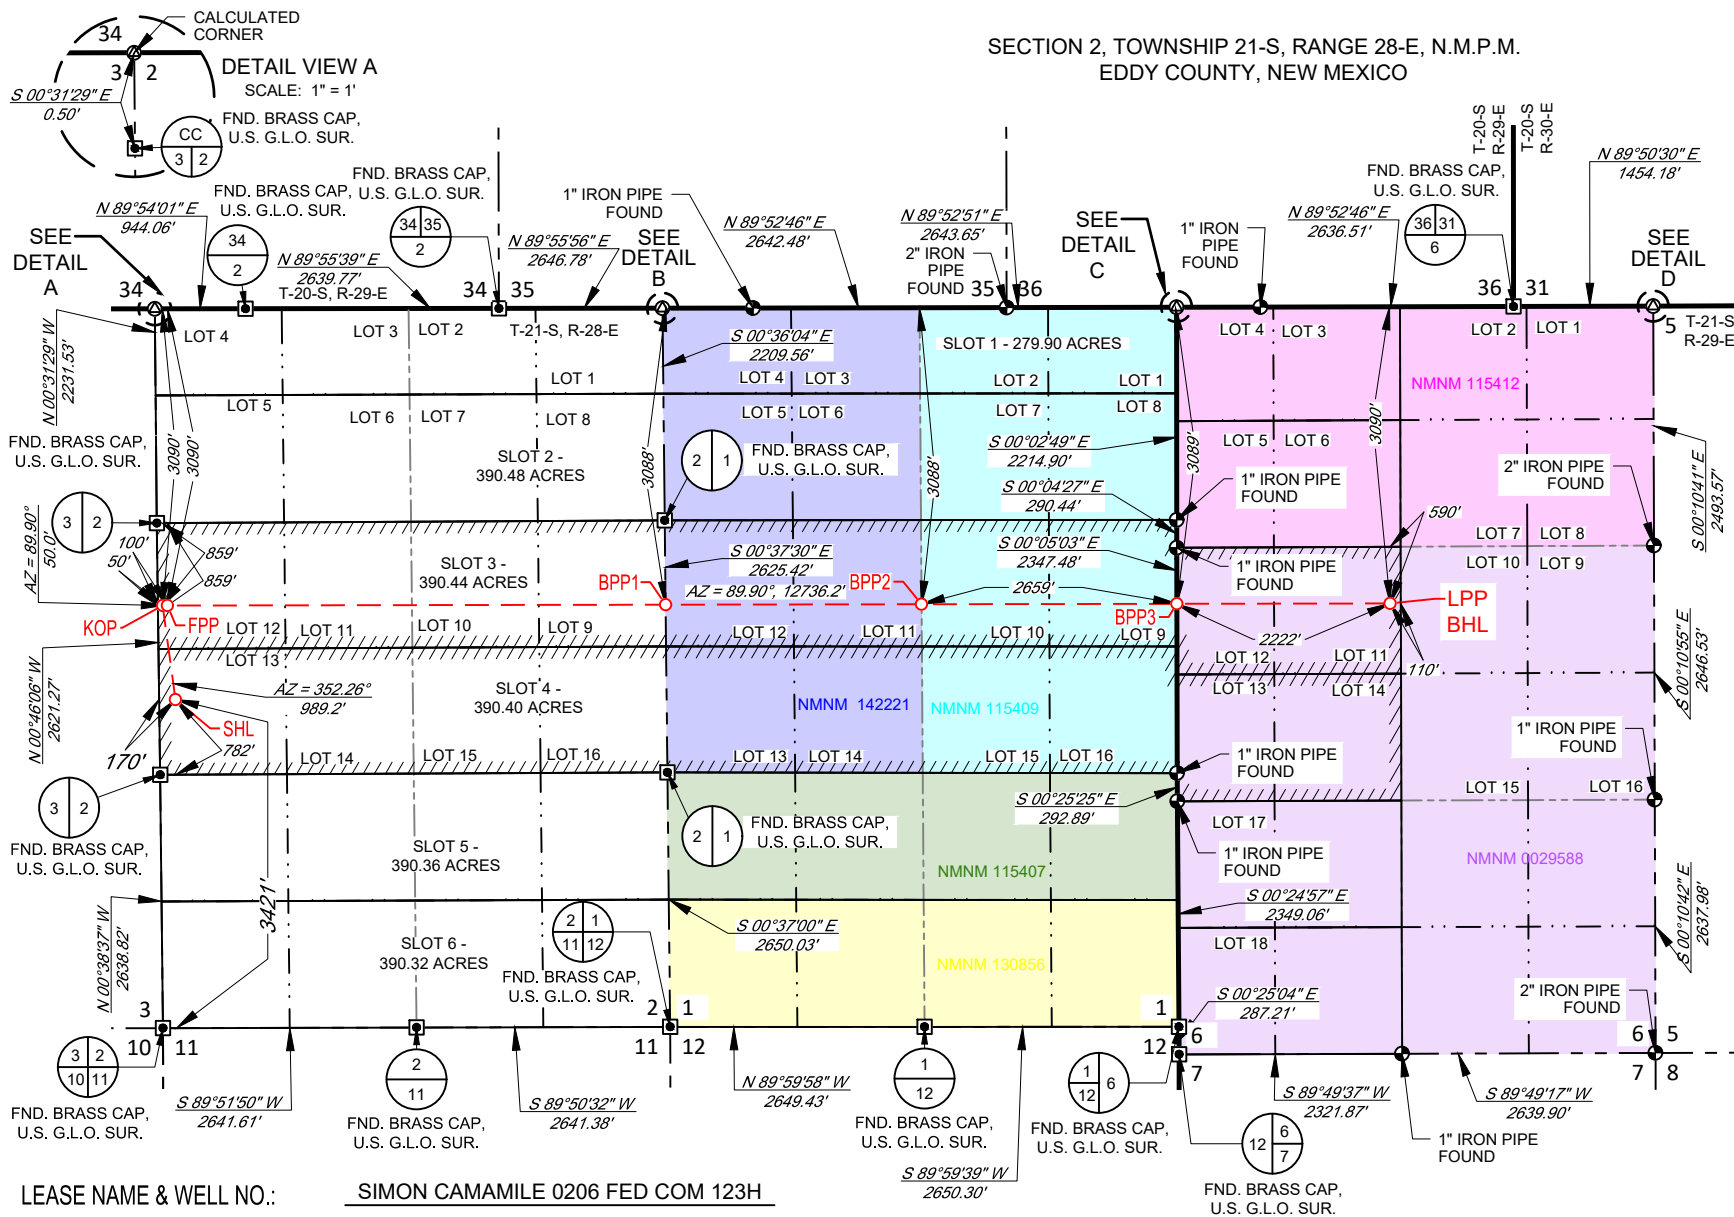 CALCULATED
CORNER
34
3 2
DETAIL VIEW A
SCALE: 1" = 1'
S 00°31'29" E
0.50'
FND. BRASS CAP,
U.S. G.L.O. SUR.
CC
3 2
SECTION 2, TOWNSHIP 21-S, RANGE 28-E, N.M.P.M.
EDDY COUNTY, NEW MEXICO
T-20-S
R-29-E
T-20-S
R-30-E
N 89°50'30" E
1454.18'
FND. BRASS CAP,
U.S. G.L.O. SUR.
36 31
6
FND. BRASS CAP,
U.S. G.L.O. SUR.
34
2
FND. BRASS CAP,
U.S. G.L.O. SUR.
34 35
2
1" IRON PIPE
FOUND
N 89°54'01" E
944.06'
N 89°55'39" E
2639.77'
T-20-S, R-29-E
N 89°55'56" E
2646.78'
N 89°52'46" E
2642.48'
N 89°52'51" E
2643.65'
2" IRON
PIPE
FOUND
1" IRON
PIPE
FOUND
N 89°52'46" E
2636.51'
SEE
DETAIL
A
SEE
DETAIL
B
SEE
DETAIL
C
SEE
DETAIL
D
34
34 35
35 36
36 31
5
T-21-S
R-29-E
T-21-S, R-28-E
LOT 4
LOT 3
LOT 2
LOT 1
LOT 4
LOT 3
LOT 2
LOT 1
LOT 4
LOT 3
LOT 2
LOT 1
S 00°36'04" E
2209.56'
SLOT 1 - 279.90 ACRES
NMNM 115412
N 00°31'29" W
2231.53'
LOT 5
LOT 6
LOT 7
LOT 8
LOT 5
LOT 6
LOT 7
LOT 8
LOT 5
LOT 6
FND. BRASS CAP,
U.S. G.L.O. SUR.
3 2
3090'
3090'
3088'
3088'
3089'
3090'
SLOT 2 -
390.48 ACRES
2 1
FND. BRASS CAP,
U.S. G.L.O. SUR.
S 00°02'49" E
2214.90'
S 00°04'27" E
290.44'
1" IRON PIPE
FOUND
2" IRON PIPE
FOUND
S 00°10'41" E
2493.57'
590'
LOT 7
LOT 8
LOT 10
LOT 9
AZ = 89.90°
50.0'
100'
50'
859'
859'
SLOT 3 -
390.44 ACRES
S 00°37'30" E
2625.42'
S 00°05'03" E
2347.48'
1" IRON PIPE
FOUND
BPP1
AZ = 89.90°, 12736.2'
BPP2
2659'
BPP3
LPP
BHL
KOP
FPP
2222'
110'
LOT 12
LOT 11
LOT 10
LOT 9
LOT 12
LOT 11
LOT 10
LOT 9
LOT 12
LOT 11
LOT 13
LOT 13
LOT 14
N 00°46'06" W
2621.27'
AZ = 352.26°
989.2'
SHL
782'
170'
SLOT 4 -
390.40 ACRES
NMNM 142221
NMNM 115409
S 00°10'55" E
2646.53'
1" IRON PIPE
FOUND
LOT 14
LOT 15
LOT 16
LOT 13
LOT 14
LOT 15
LOT 16
1" IRON PIPE
FOUND
3 2
FND. BRASS CAP,
U.S. G.L.O. SUR.
2 1
FND. BRASS CAP,
U.S. G.L.O. SUR.
S 00°25'25" E
292.89'
LOT 15
LOT 16
LOT 17
1" IRON PIPE
FOUND
SLOT 5 -
390.36 ACRES
NMNM 115407
NMNM 0029588
3421'
N 00°38'37" W
2638.82'
S 00°24'57" E
2349.06'
S 00°10'42" E
2637.98'
2 1
11 12
S 00°37'00" E
2650.03'
SLOT 6 -
390.32 ACRES
FND. BRASS CAP,
U.S. G.L.O. SUR.
NMNM 130856
LOT 18
S 00°25'04" E
287.21'
2" IRON PIPE
FOUND
3
10 11
2 1
11 12
1
6
12
7
6 5
7 8
3 2
10 11
FND. BRASS CAP,
U.S. G.L.O. SUR.
S 89°51'50" W
2641.61'
2
11
FND. BRASS CAP,
U.S. G.L.O. SUR.
S 89°50'32" W
2641.38'
N 89°59'58" W
2649.43'
1
12
FND. BRASS CAP,
U.S. G.L.O. SUR.
S 89°59'39" W
2650.30'
1
12 6
FND. BRASS CAP,
U.S. G.L.O. SUR.
12 6
7
FND. BRASS CAP,
U.S. G.L.O. SUR.
S 89°49'37" W
2321.87'
S 89°49'17" W
2639.90'
1" IRON PIPE
FOUND
LEASE NAME & WELL NO.: SIMON CAMAMILE 0206 FED COM 123H